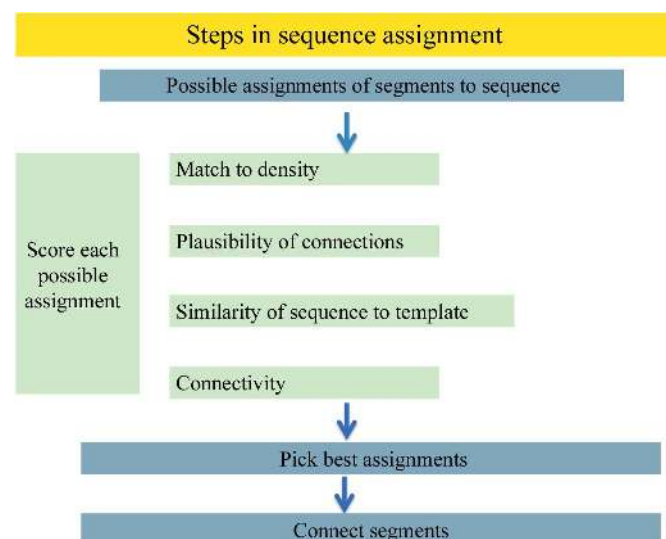 Steps in sequence assignment
Possible assignments of segments to sequence
Match to density
Plausibility of connections
Score each
possible
assignment
Similarity of sequence to template
Connectivity
Pick best assignments
Connect segments